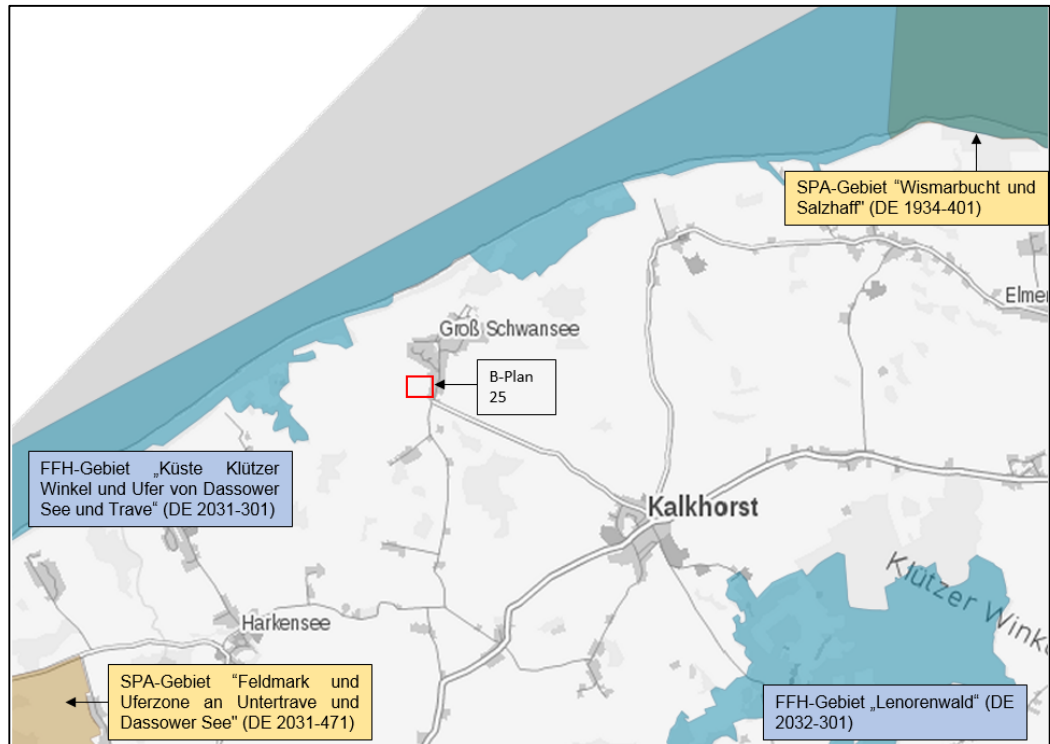 SPA-Gebiet "Wismarbucht und
Salzhaff" (DE 1934-401)
Elmen
Groß Schwansee
B-Plan
25
FFH-Gebiet „Küste Klützer
Winkel und Ufer von Dassower
See und Trave“ (DE 2031-301)
Kalkhorst
Klützer Winke
Harkensee
SPA-Gebiet "Feldmark und
Uferzone an Untertrave und
Dassower See" (DE 2031-471)
FFH-Gebiet „Lenorenwald“ (DE
2032-301)